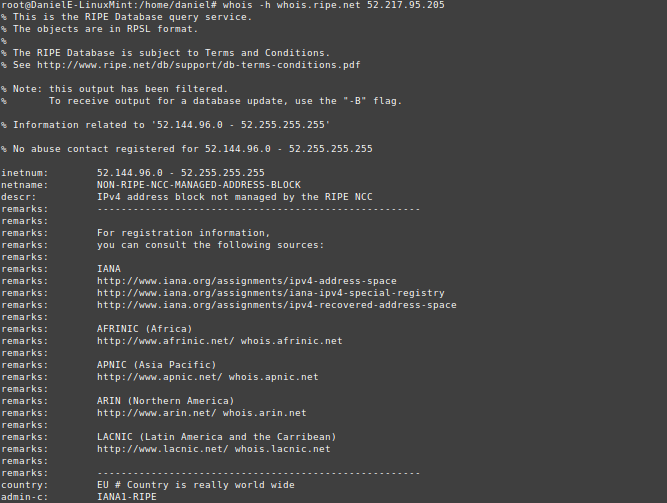 root@DanielE-LinuxMint:/home/daniel# whois -h whois.ripe.net 52.217.95.205
% This is the RIPE Database query service.
% The objects are in RPSL format.
%
% The RIPE Database is subject to Terms and Conditions.
% See http://www.ripe.net/db/support/db-terms-conditions.pdf

% Note: this output has been filtered.
%       To receive output for a database update, use the "-B" flag.

% Information related to '52.144.96.0 - 52.255.255.255'

% No abuse contact registered for 52.144.96.0 - 52.255.255.255

inetnum:        52.144.96.0 - 52.255.255.255
netname:        NON-RIPE-NCC-MANAGED-ADDRESS-BLOCK
descr:          IPv4 address block not managed by the RIPE NCC
remarks:        ------------------------------------------------------
remarks:
remarks:        For registration information,
remarks:        you can consult the following sources:
remarks:
remarks:        IANA
remarks:        http://www.iana.org/assignments/ipv4-address-space
remarks:        http://www.iana.org/assignments/iana-ipv4-special-registry
remarks:        http://www.iana.org/assignments/ipv4-recovered-address-space
remarks:
remarks:        AFRINIC (Africa)
remarks:        http://www.afrinic.net/ whois.afrinic.net
remarks:
remarks:        APNIC (Asia Pacific)
remarks:        http://www.apnic.net/ whois.apnic.net
remarks:
remarks:        ARIN (Northern America)
remarks:        http://www.arin.net/ whois.arin.net
remarks:
remarks:        LACNIC (Latin America and the Carribean)
remarks:        http://www.lacnic.net/ whois.lacnic.net
remarks:
remarks:        ------------------------------------------------------
country:        EU # Country is really world wide
admin-c:        IANA1-RIPE